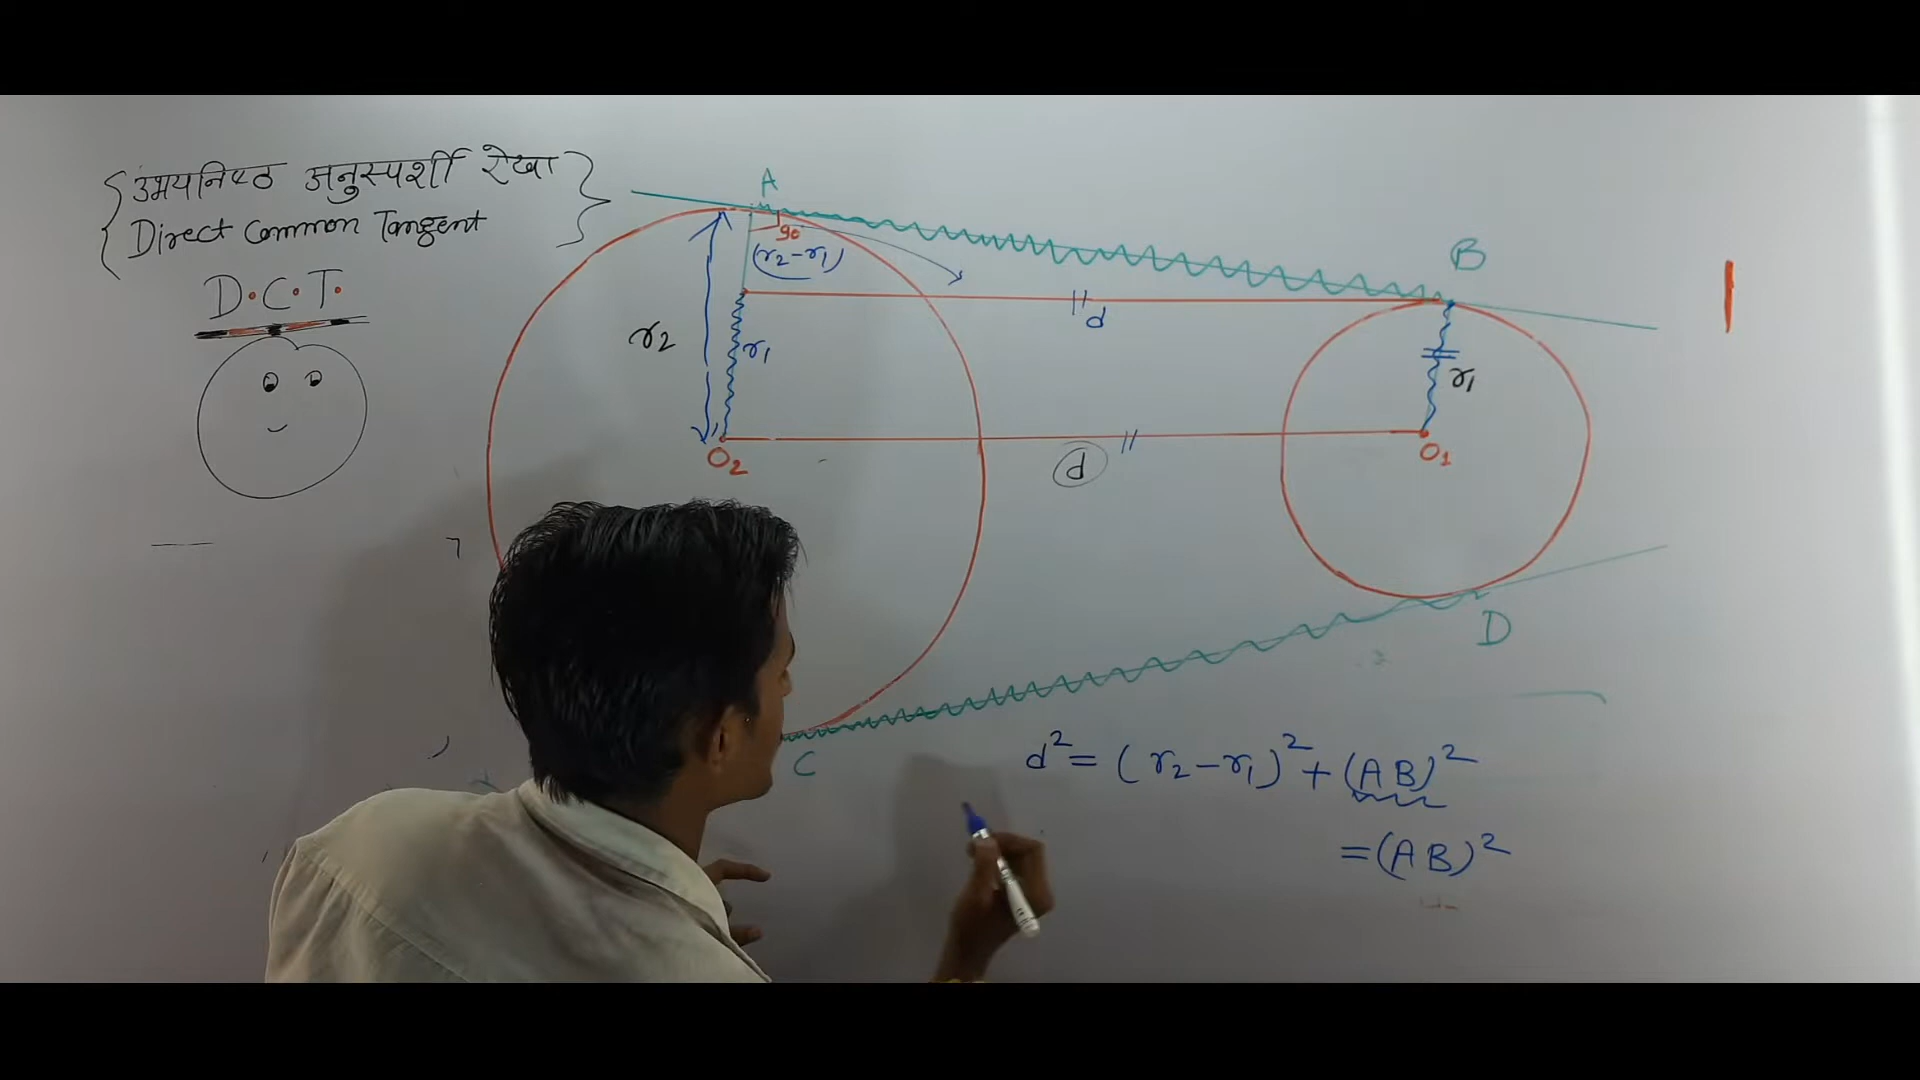 {उभयनिष्ठ अनुस्पर्शी रेखा}
Direct Common Tangent
D.C.T.
A
90
(r₂-r₁)
B
d
r₂
r₁
r₁
O₂
d
O₁
D
C
d² = (r₂-r₁)² + (AB)²
= (AB)²